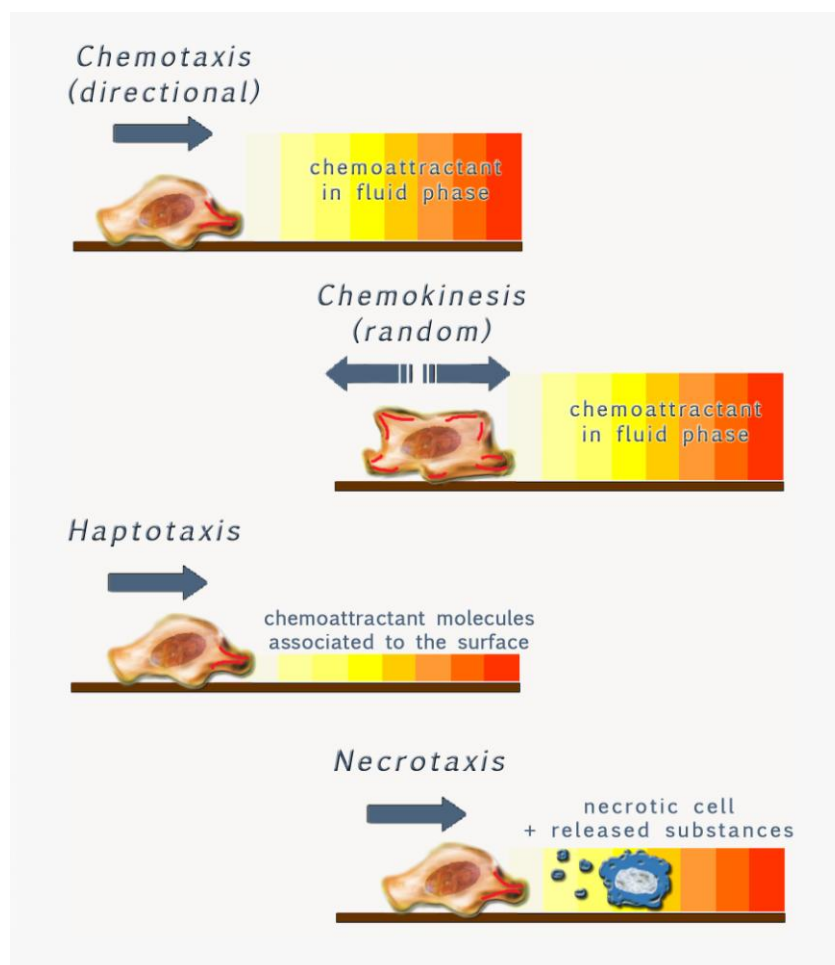 Chemotaxis
(directional)
chemoattractant
in fluid phase
Chemokinesis
(random)
chemoattractant
in fluid phase
Haptotaxis
chemoattractant molecules
associated to the surface
Necrotaxis
necrotic cell
+ released substances